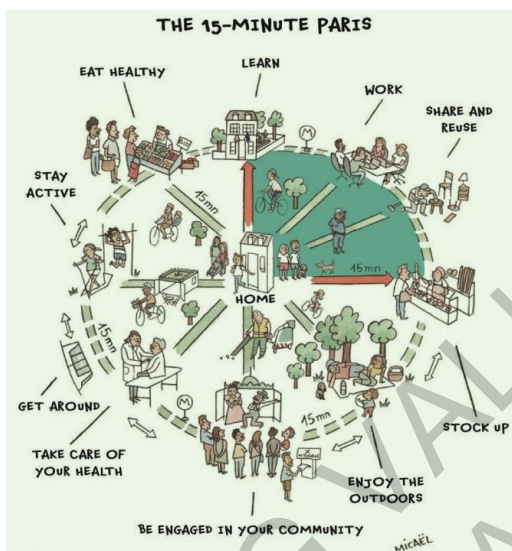 THE 15-MINUTE PARIS
EAT HEALTHY
LEARN
WORK
SHARE AND
REUSE
STAY
ACTIVE
M
15mn
15mn
HOME
15mn
15mn
M
GET AROUND
STOCK UP
TAKE CARE OF
YOUR HEALTH
ENJOY THE
OUTDOORS
BE ENGAGED IN YOUR COMMUNITY
MICAËL